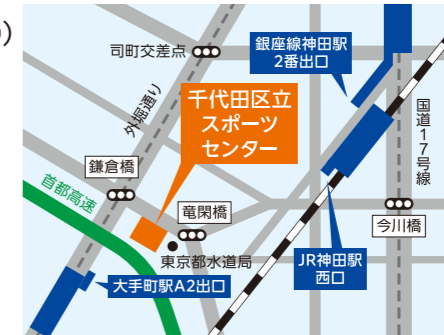 )
司町交差点
銀座線神田駅
2番出口
外堀通り
千代田区立
スポーツ
センター
国道17号線
鎌倉橋
首都高速
竜閑橋
今川橋
東京都水道局
JR神田駅
西口
大手町駅A2出口